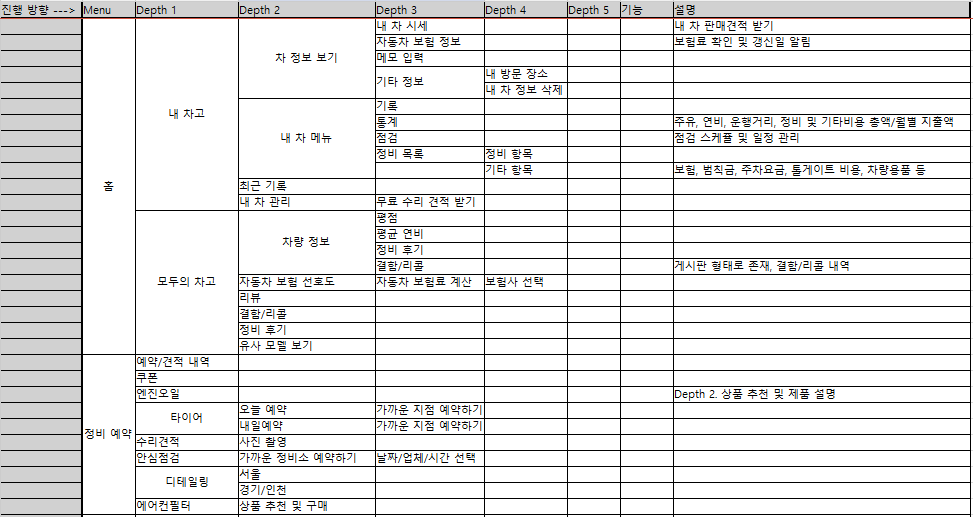 진행 방향 ---> Menu Depth 1 Depth 2 Depth 3 Depth 4 Depth 5 기능 설명
홈 내 차고 차 정보 보기 내 차 시세 내 차 판매견적 받기
자동차 보험 정보 보험료 확인 및 갱신일 알림
메모 입력
기타 정보 내 방문 장소
내 차 정보 삭제
내 차 메뉴 기록
통계 주유, 연비, 운행거리, 정비 및 기타비용 총액/월별 지출액
점검 점검 스케쥴 및 일정 관리
정비 목록 정비 항목
기타 항목 보험, 범칙금, 주차요금, 톨게이트 비용, 차량용품 등
최근 기록
내 차 관리 무료 수리 견적 받기
모두의 차고 차량 정보 평점
평균 연비
정비 후기
결함/리콜 게시판 형태로 존재, 결함/리콜 내역
자동차 보험 선호도 자동차 보험료 계산 보험사 선택
리뷰
결함/리콜
정비 후기
유사 모델 보기
정비 예약 예약/견적 내역
쿠폰
엔진오일 Depth 2. 상품 추천 및 제품 설명
타이어 오늘 예약 가까운 지점 예약하기
내일예약 가까운 지점 예약하기
수리견적 사진 촬영
안심점검 가까운 정비소 예약하기 날짜/업체/시간 선택
디테일링 서울
경기/인천
에어컨필터 상품 추천 및 구매